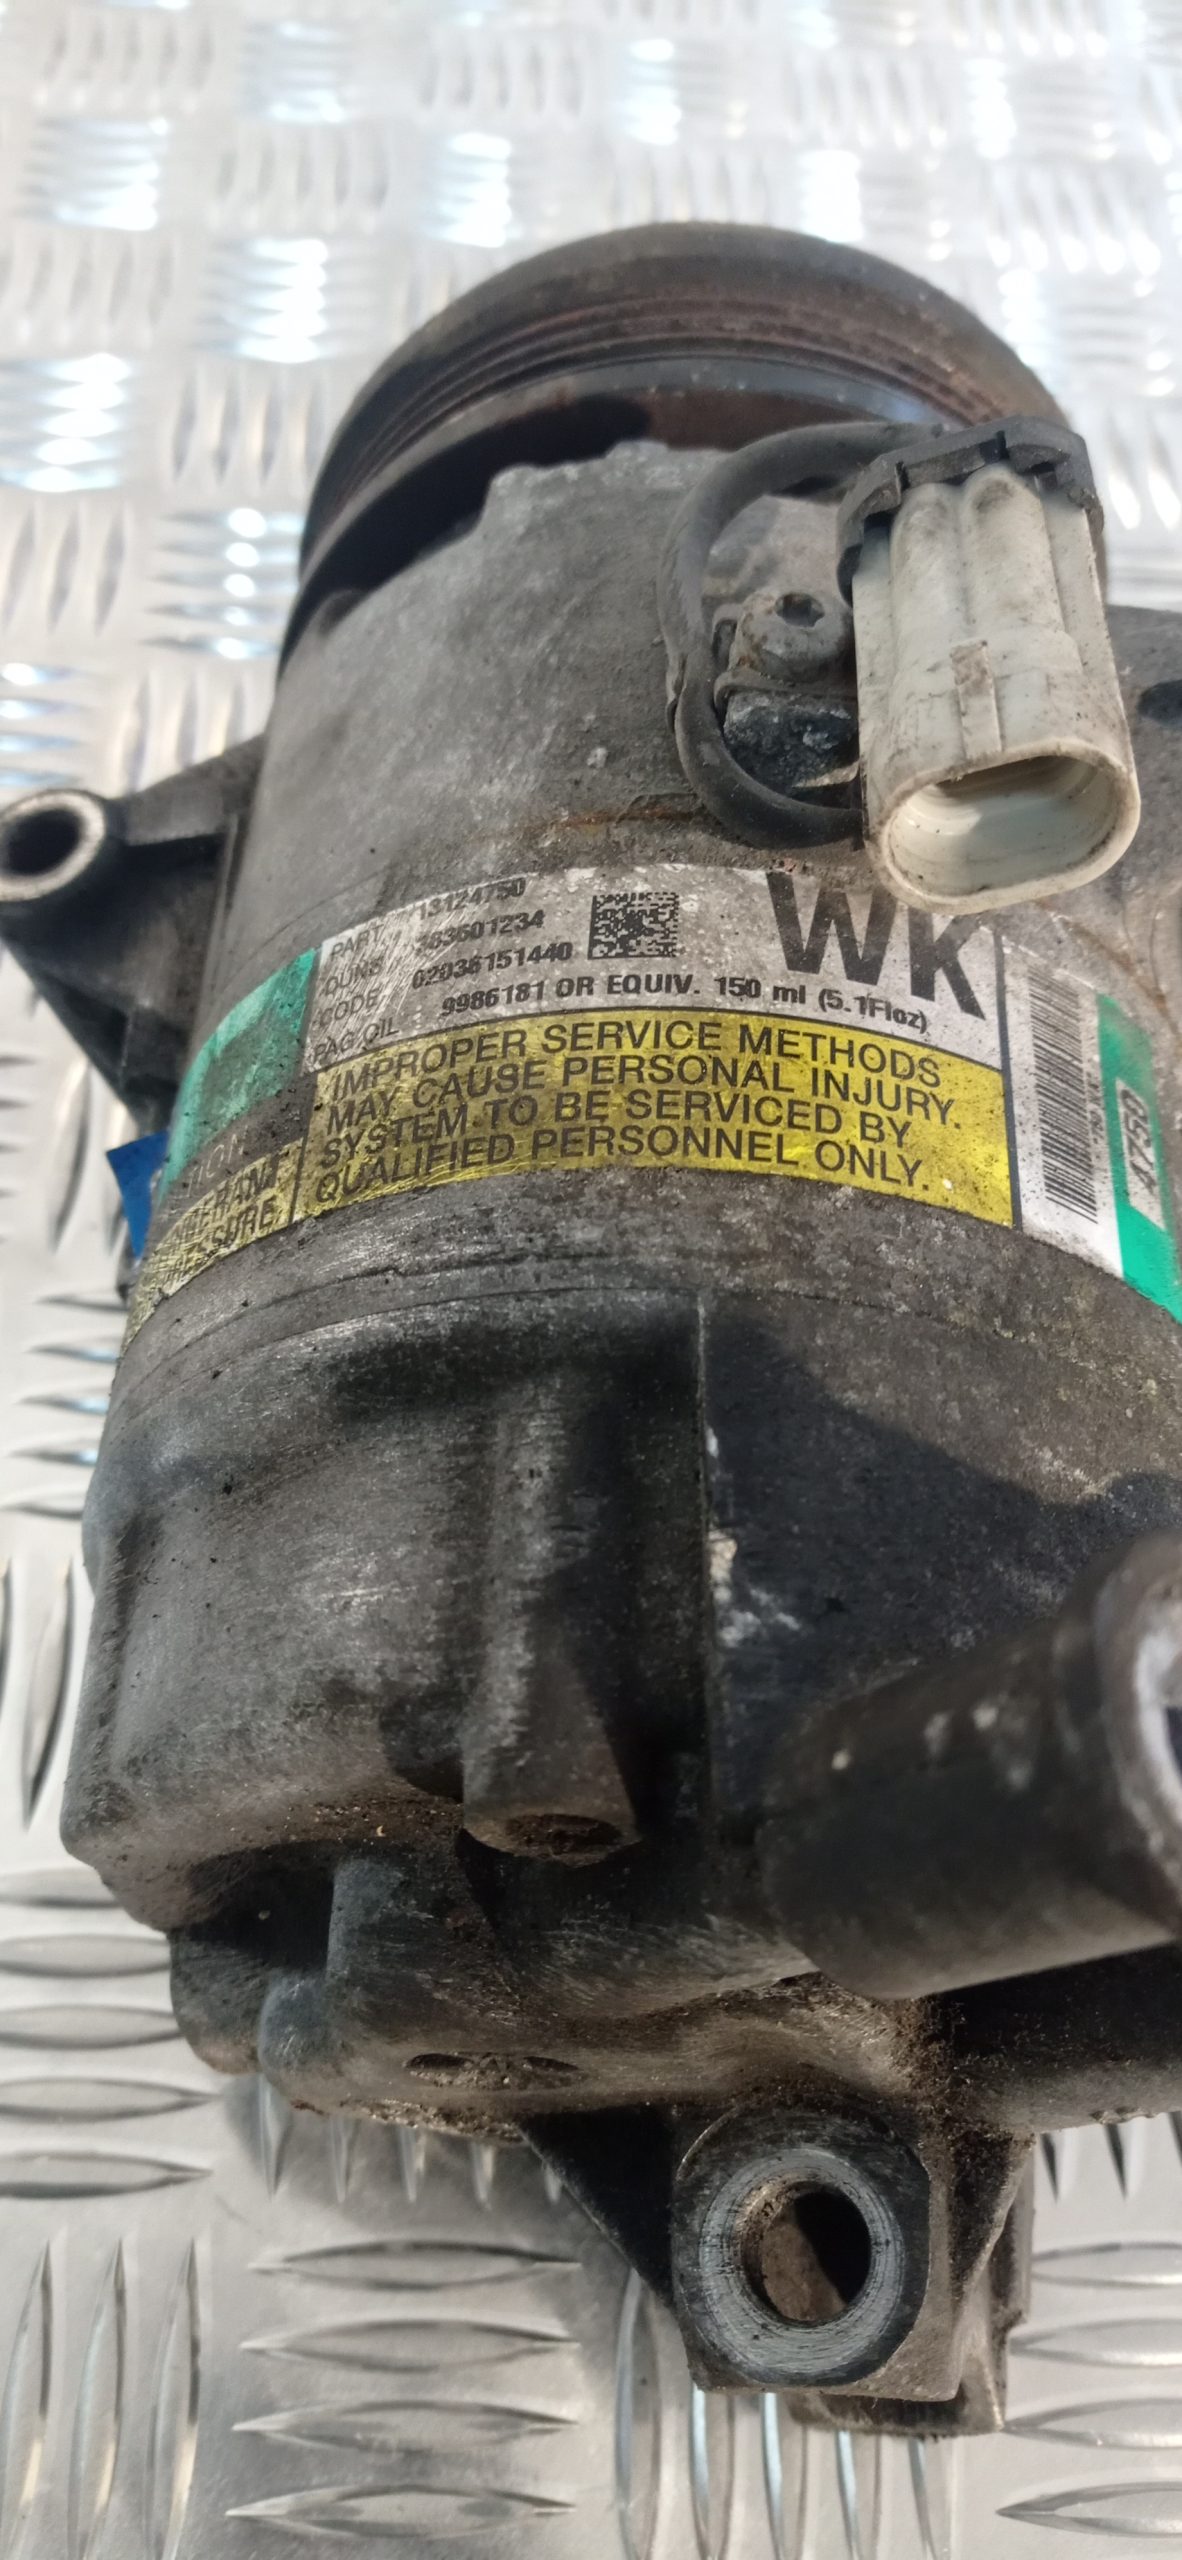 PART 13124750
DUNS 383601234
CODE 02036151440
PAG OIL 9986181 OR EQUIV. 150 ml (5.1Floz)
WK
IMPROPER SERVICE METHODS
MAY CAUSE PERSONAL INJURY.
SYSTEM TO BE SERVICED BY
QUALIFIED PERSONNEL ONLY.
4750